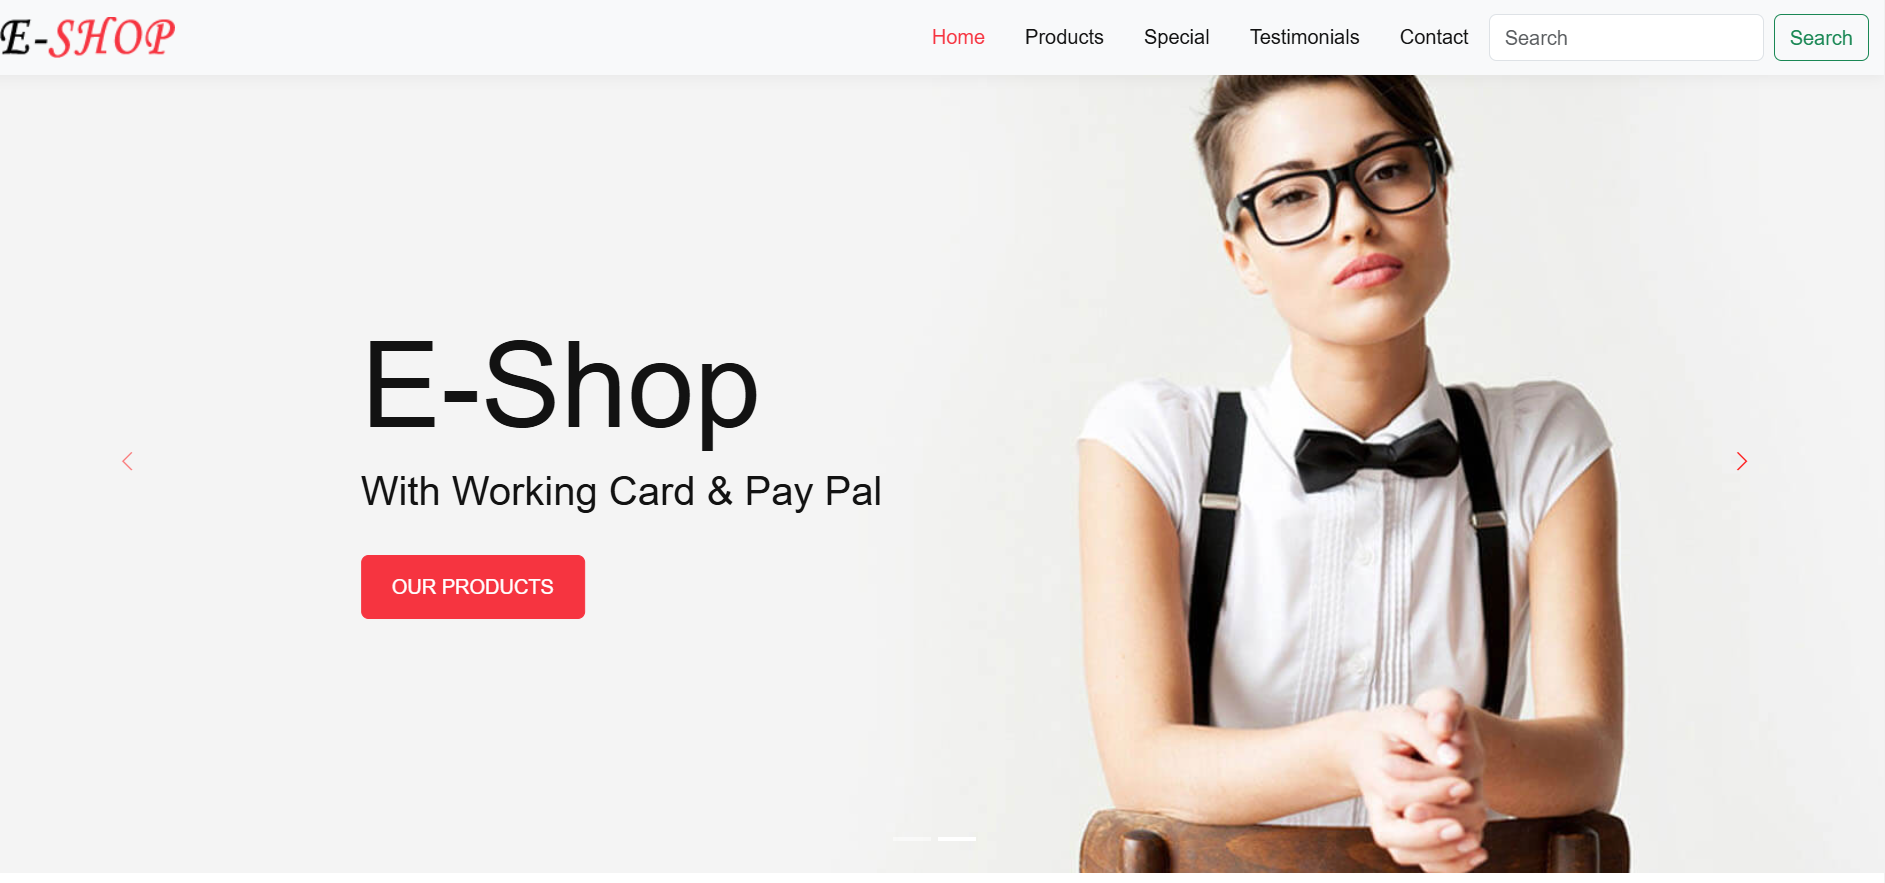 E-SHOP
Home Products Special Testimonials Contact Search Search
E-Shop
With Working Card & Pay Pal
OUR PRODUCTS